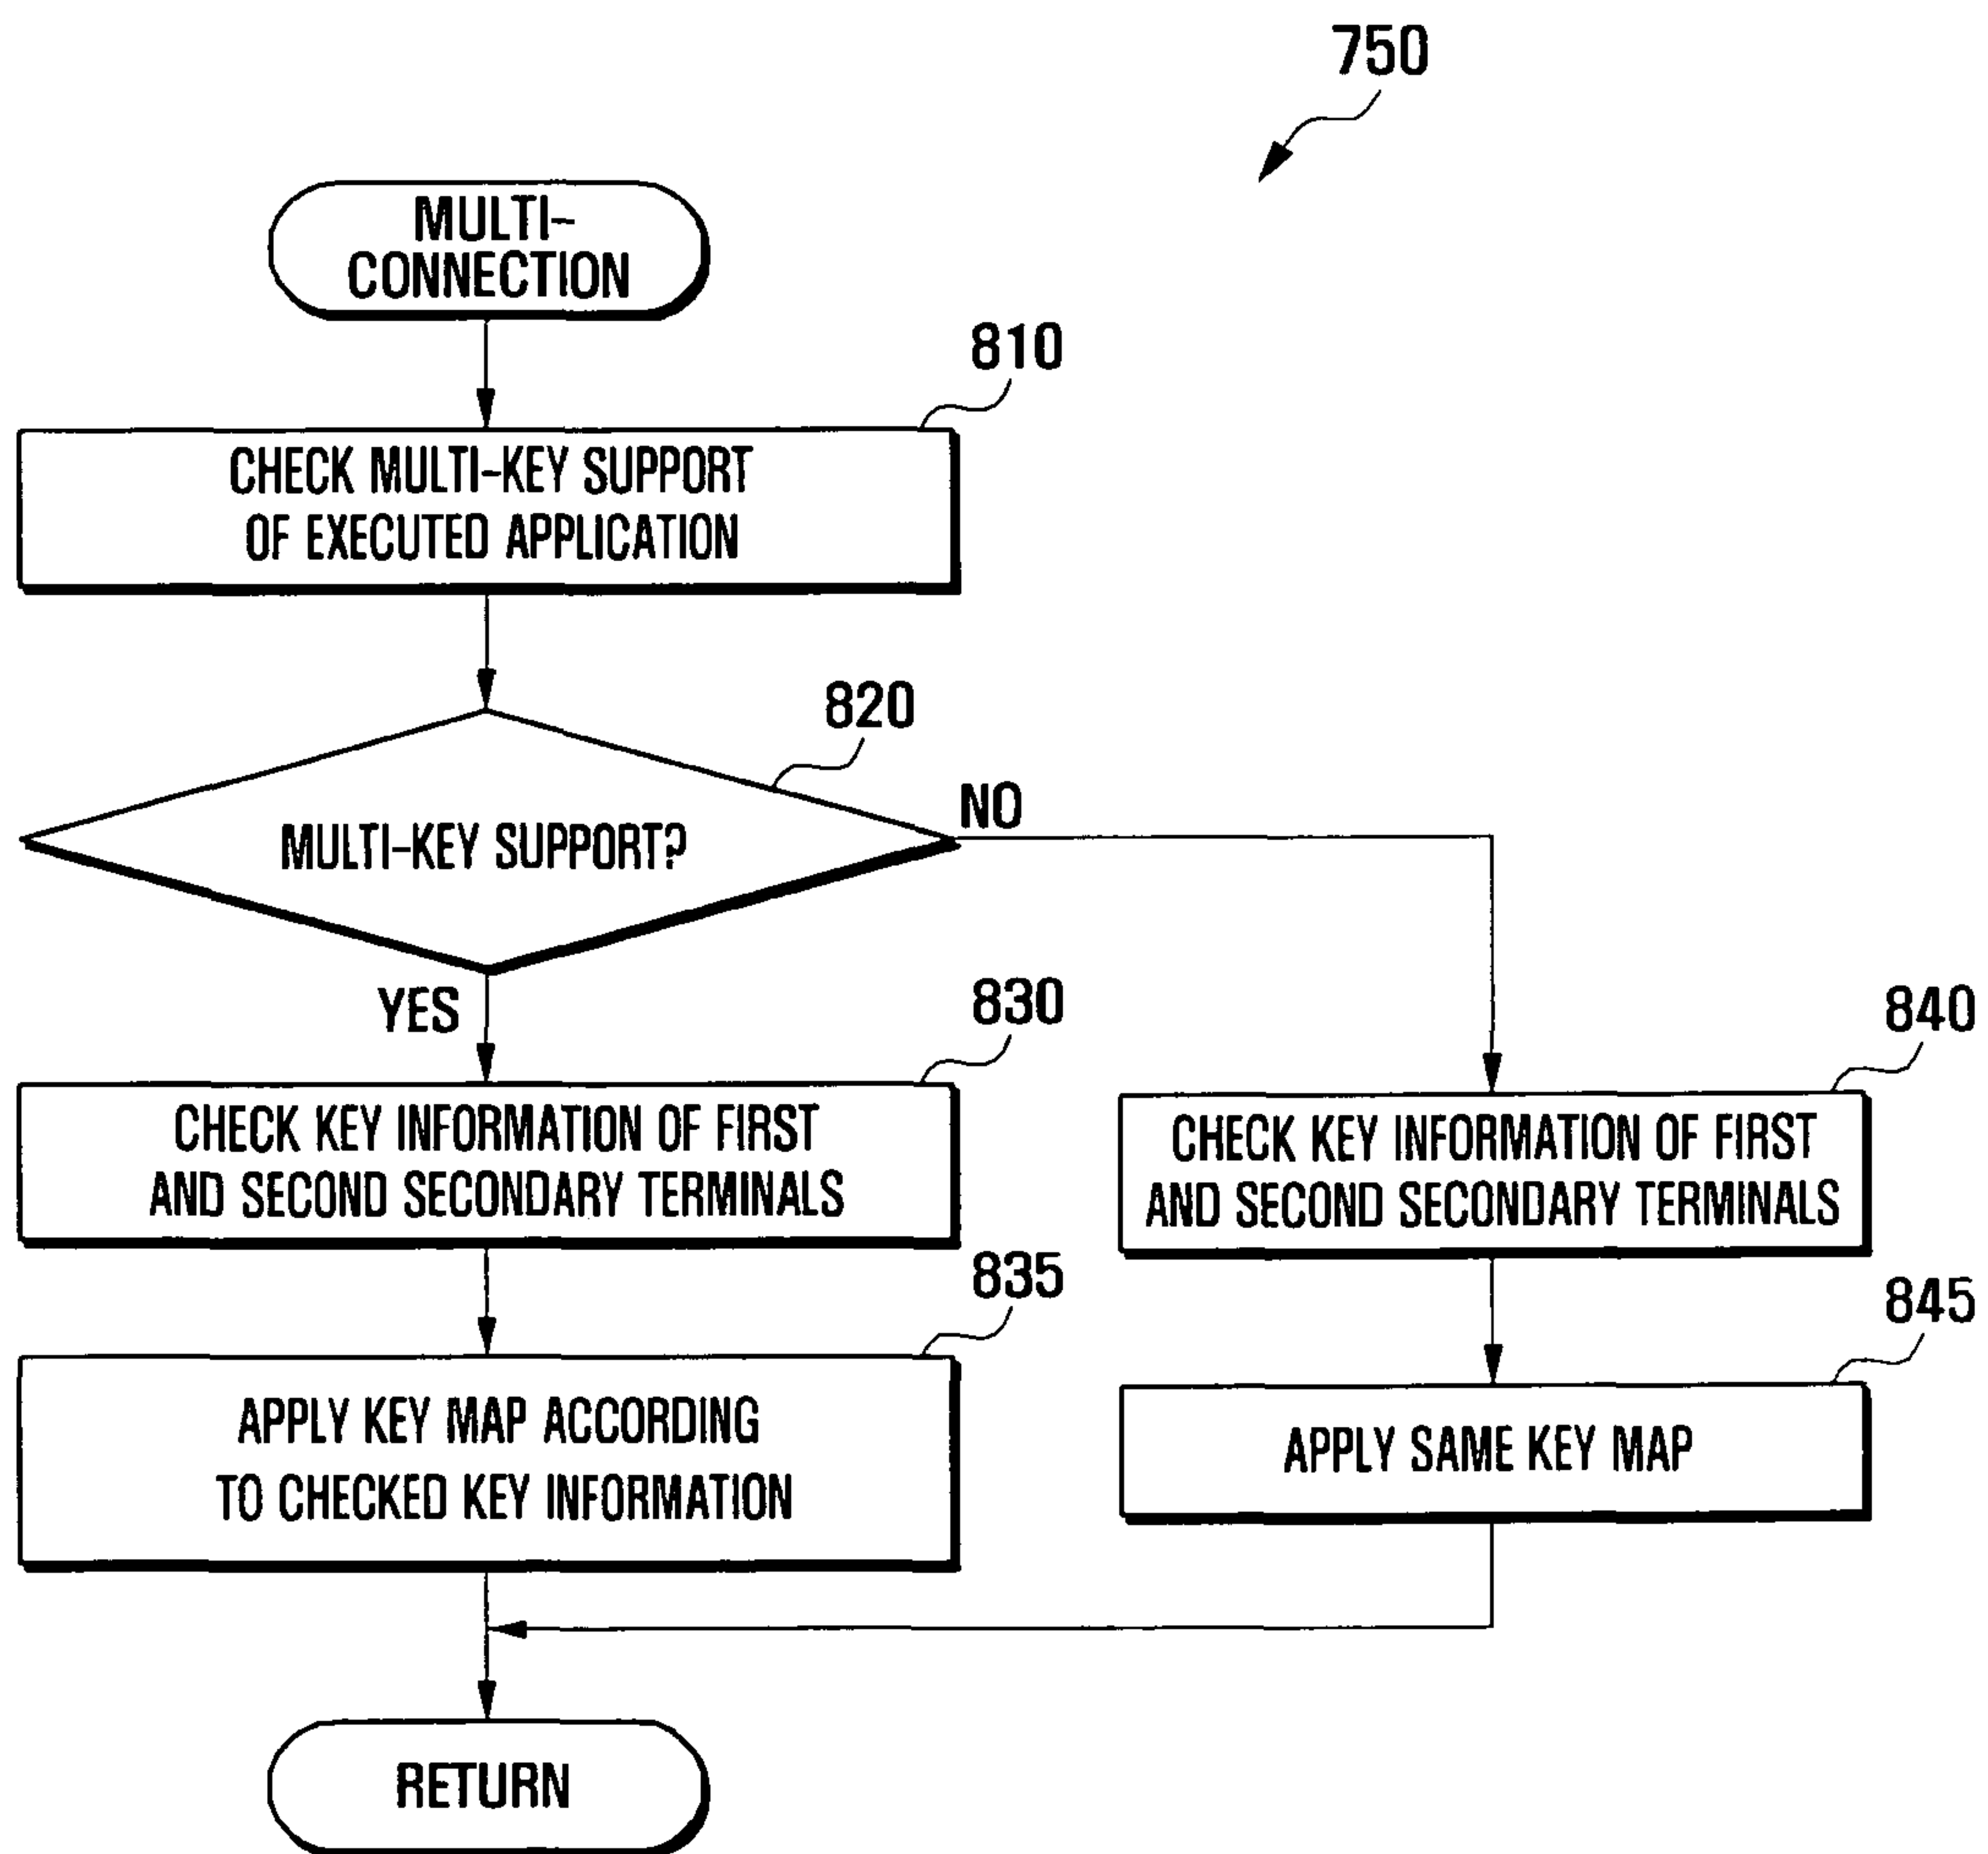 750
MULTI-
CONNECTION
810
CHECK MULTI-KEY SUPPORT
OF EXECUTED APPLICATION
820
MULTI-KEY SUPPORT?
NO
YES
830
CHECK KEY INFORMATION OF FIRST
AND SECOND SECONDARY TERMINALS
835
APPLY KEY MAP ACCORDING
TO CHECKED KEY INFORMATION
840
CHECK KEY INFORMATION OF FIRST
AND SECOND SECONDARY TERMINALS
845
APPLY SAME KEY MAP
RETURN